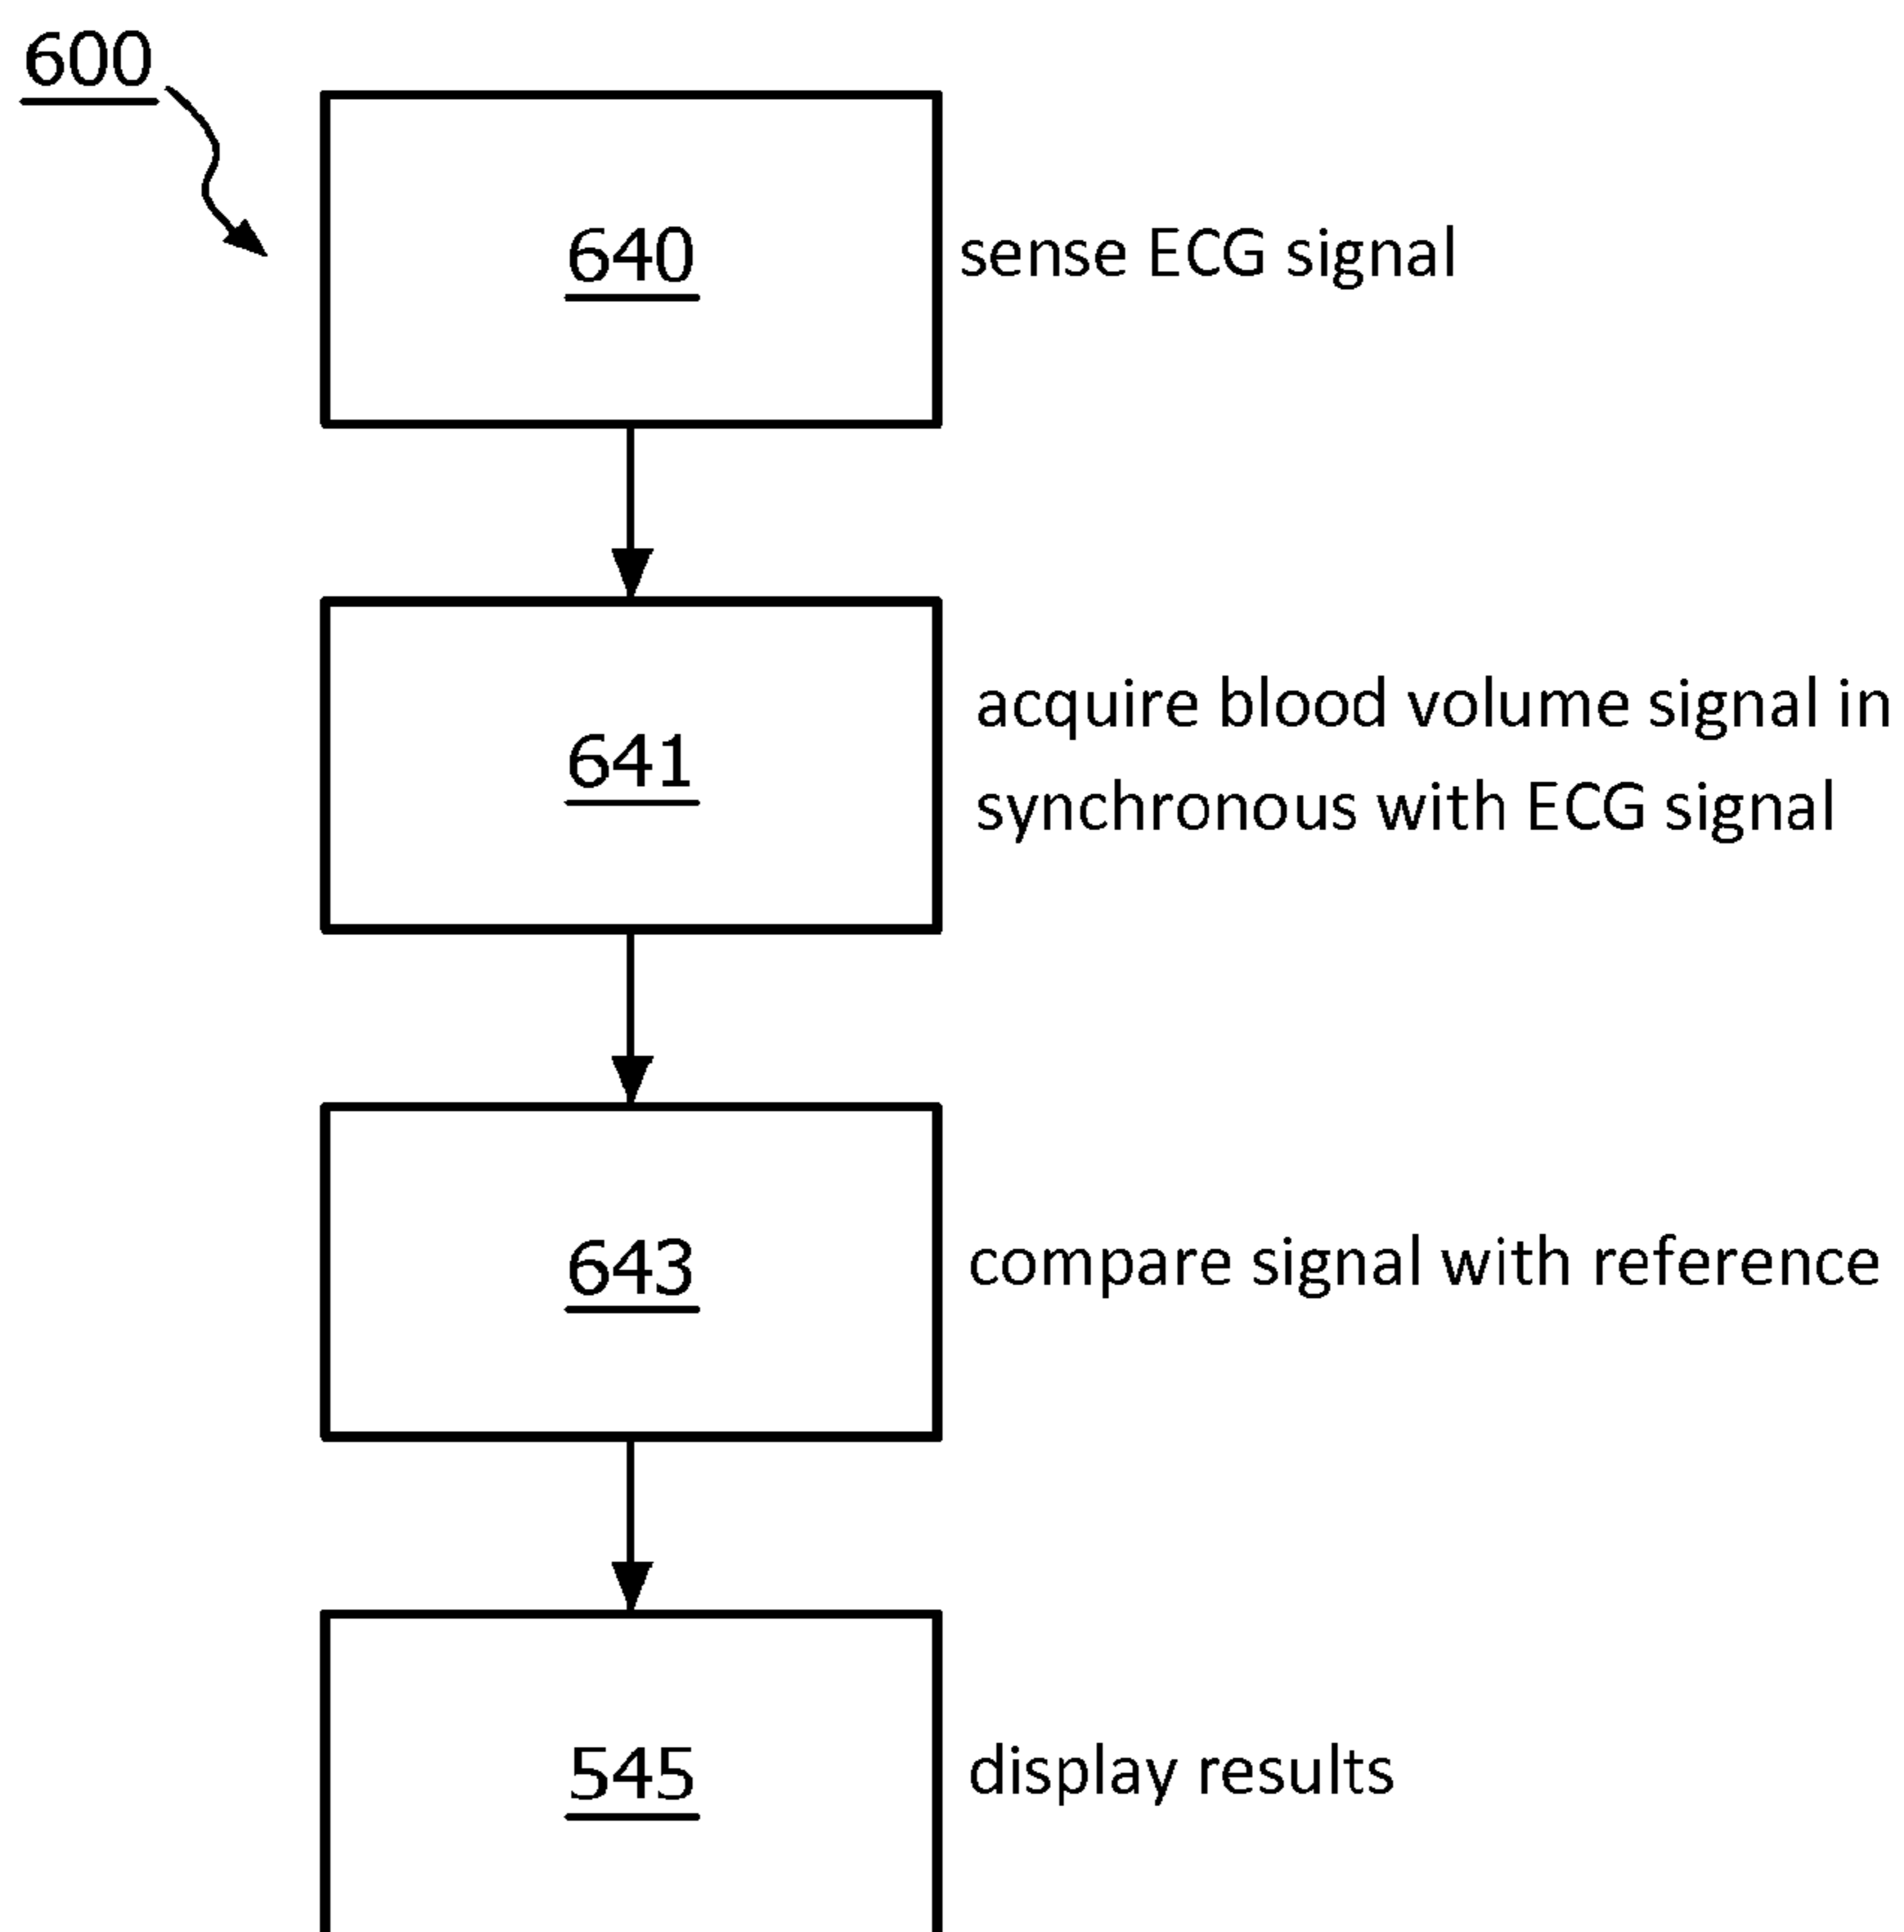 600
640
sense ECG signal
641
acquire blood volume signal in
synchronous with ECG signal
643
compare signal with reference
545
display results